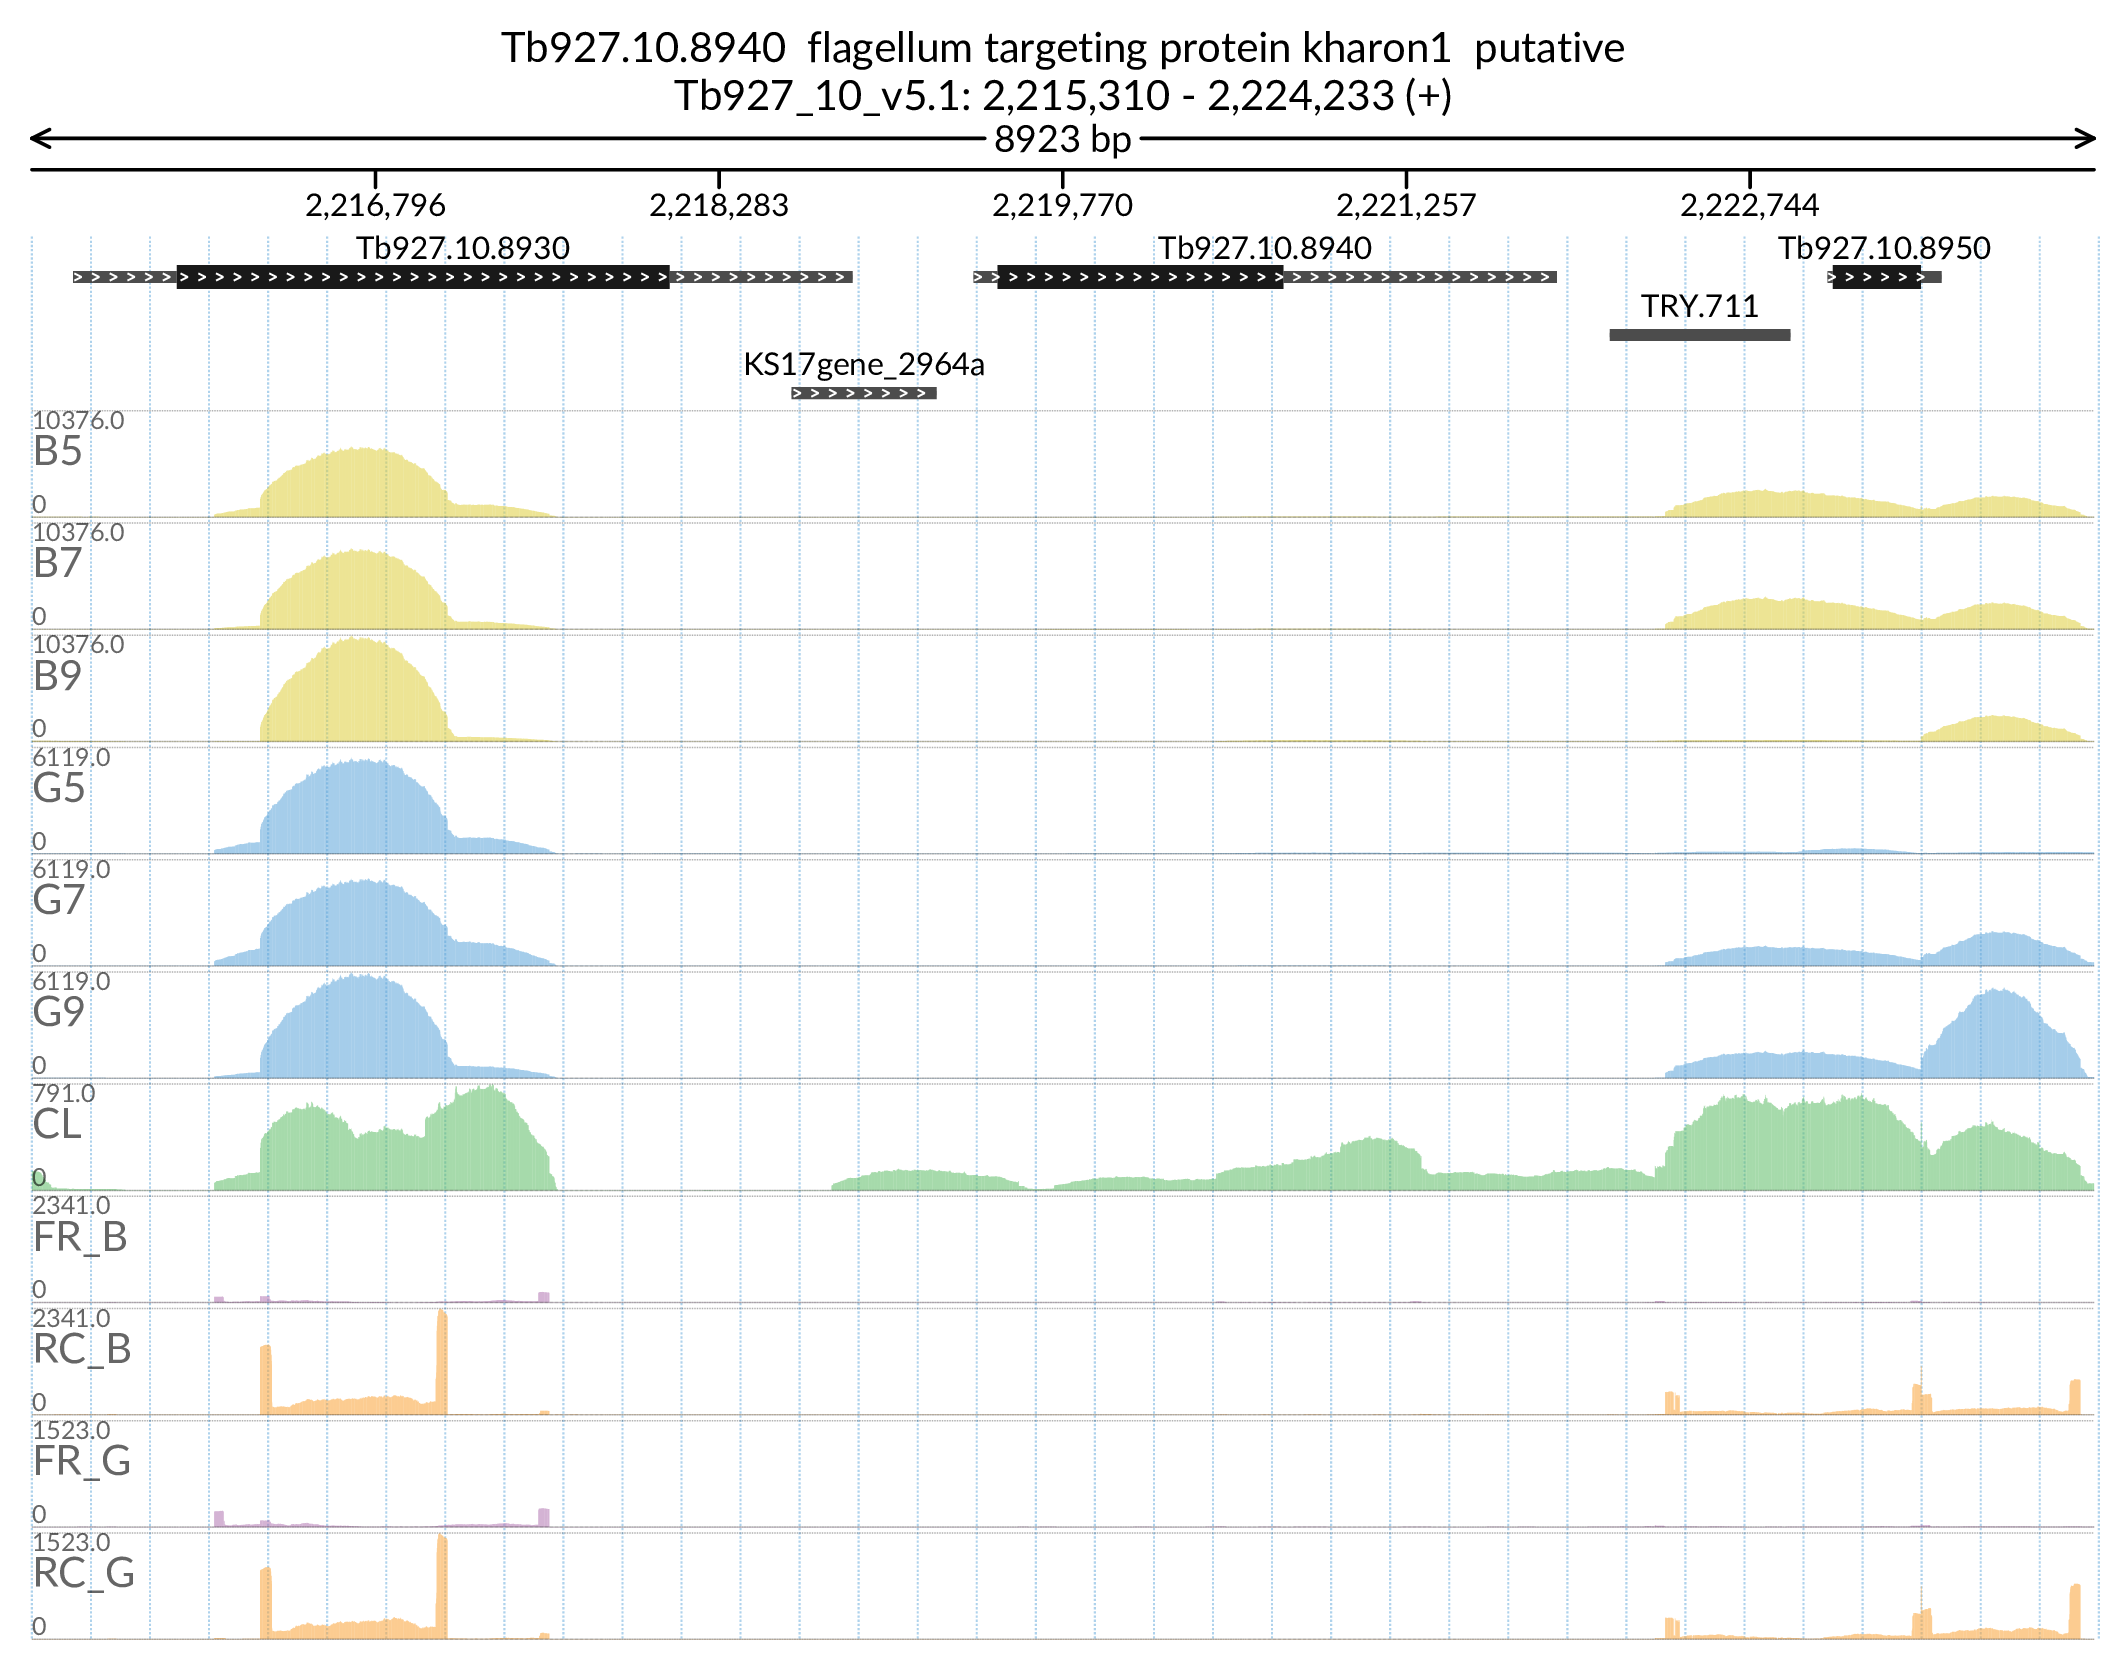 Tb927.10.8940  flagellum targeting protein kharon1  putative
Tb927_10_v5.1: 2,215,310 - 2,224,233 (+)
8923 bp
2,216,796 2,218,283 2,219,770 2,221,257 2,222,744
Tb927.10.8930 Tb927.10.8940 Tb927.10.8950
TRY.711
KS17gene_2964a
10376.0
B5
0
10376.0
B7
0
10376.0
B9
0
6119.0
G5
0
6119.0
G7
0
6119.0
G9
0
791.0
CL
0
2341.0
FR_B
0
2341.0
RC_B
0
1523.0
FR_G
0
1523.0
RC_G
0